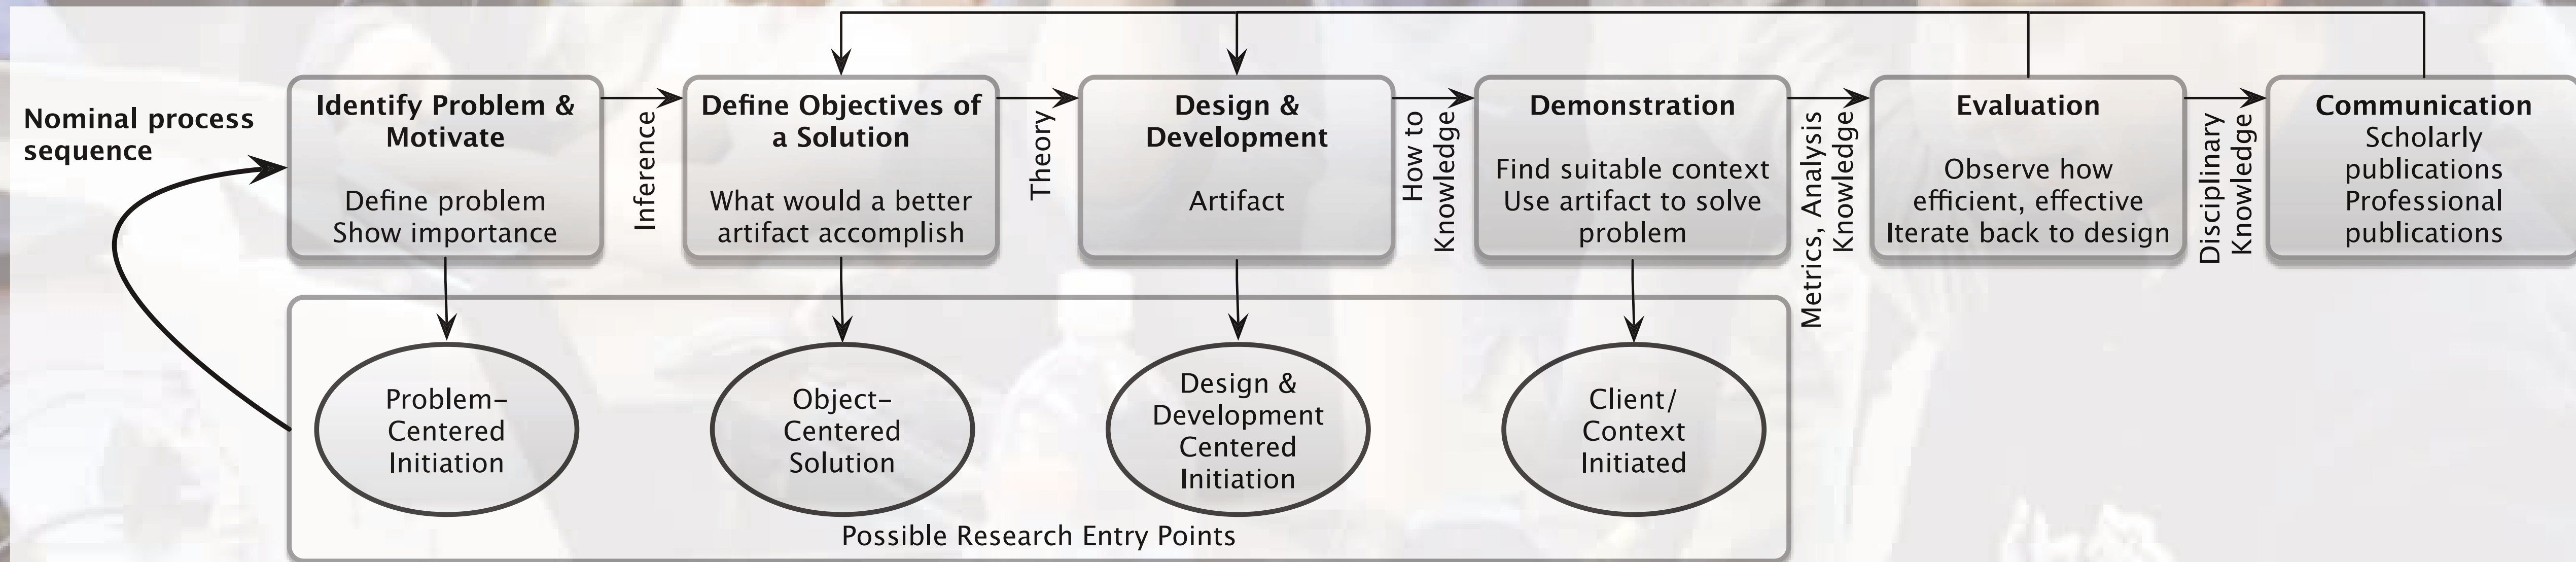 Nominal process
sequence
Identify Problem &
Motivate
Define problem
Show importance
Inference
Define Objectives of
a Solution
What would a better
artifact accomplish
Theory
Design &
Development
Artifact
How to
Knowledge
Demonstration
Find suitable context
Use artifact to solve
problem
Metrics, Analysis
Knowledge
Evaluation
Observe how
efficient, effective
Iterate back to design
Disciplinary
Knowledge
Communication
Scholarly
publications
Professional
publications
Problem–
Centered
Initiation
Object–
Centered
Solution
Design &
Development
Centered
Initiation
Client/
Context
Initiated
Possible Research Entry Points